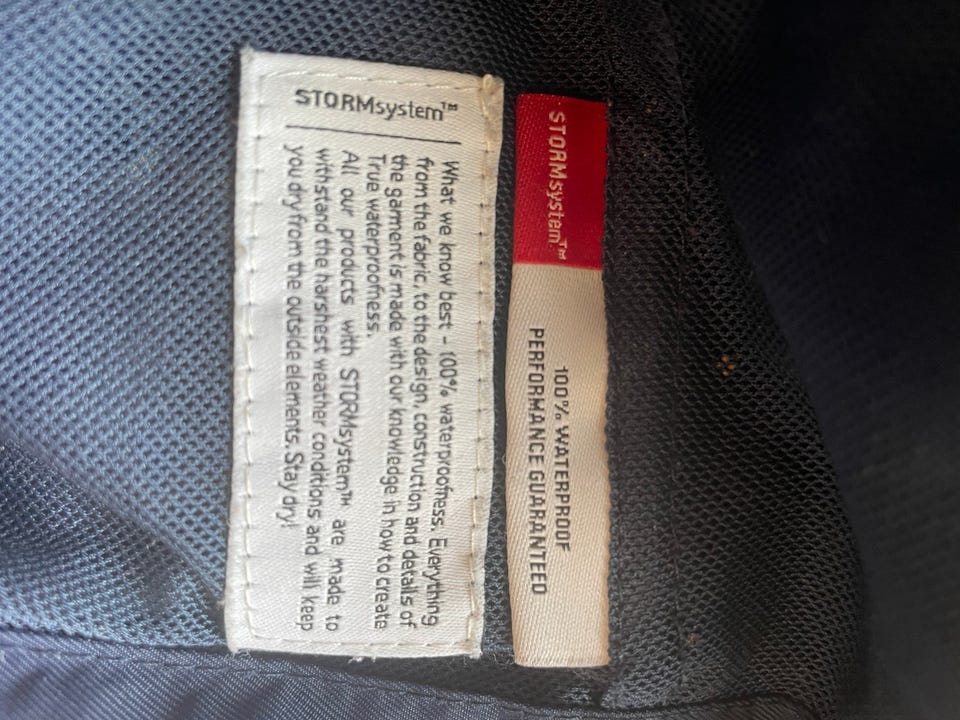 STORMsystem™
What we know best – 100% waterproofness. Everything
from the fabric, to the design, construction and details of
the garment is made with our knowledge in how to create
True waterproofness.
All our products with STORMsystem™ are made to
withstand the harshest weather conditions and will keep
you dry from the outside elements. Stay dry!
STORMsystem™
100% WATERPROOF
PERFORMANCE GUARANTEED